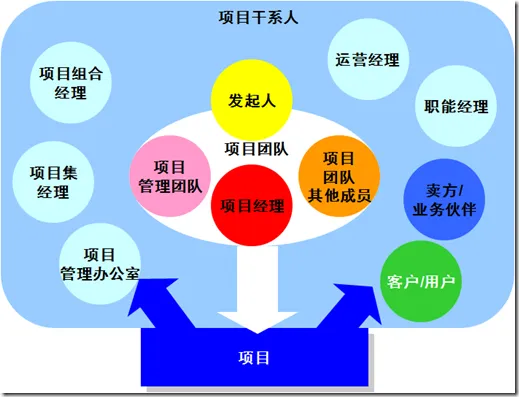 项目干系人
项目组合
经理
发起人
运营经理
职能经理
项目团队
项目
管理团队
项目
团队
其他成员
项目集
经理
项目经理
卖方/
业务伙伴
项目
管理办公室
客户/用户
项目